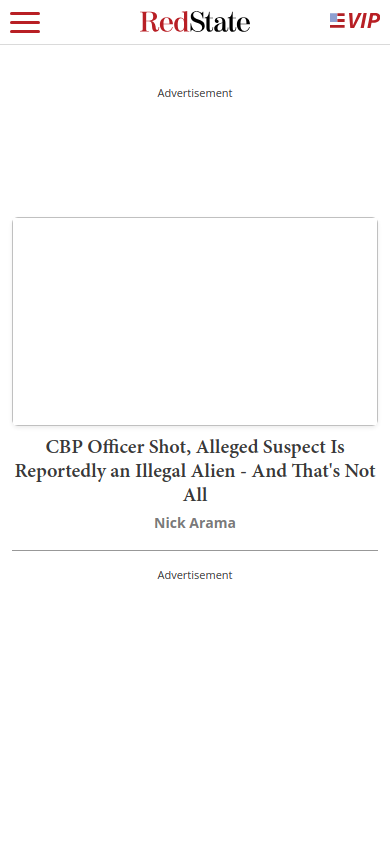 RedState
VIP
Advertisement
CBP Officer Shot, Alleged Suspect Is
Reportedly an Illegal Alien - And That's Not
All
Nick Arama
Advertisement